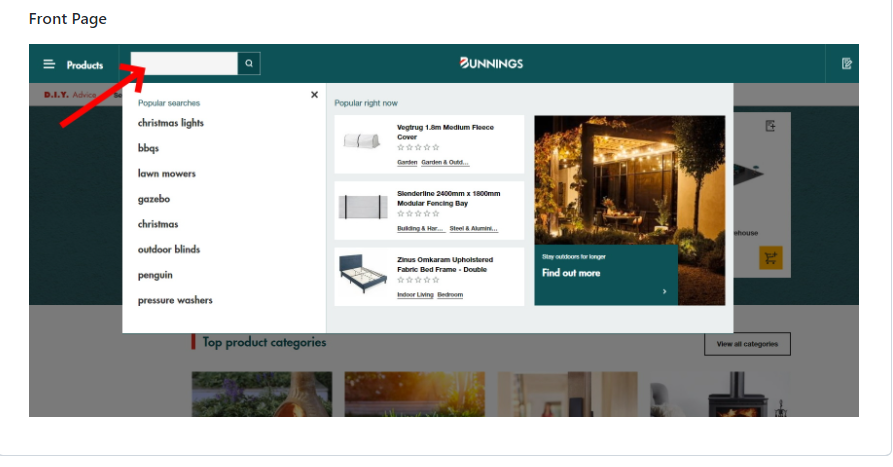 Front Page
Products
BUNNINGS
D.I.Y. Advice
Popular searches
christmas lights
bbqs
lawn mowers
gazebo
christmas
outdoor blinds
penguin
pressure washers
Popular right now
Vegtrug 1.8m Medium Fleece
Cover
Garden Garden & Outd...
Slenderline 2400mm x 1800mm
Modular Fencing Bay
Building & Har... Steel & Alumini...
Zinus Omkaram Upholstered
Fabric Bed Frame - Double
Indoor Living Bedroom
Stay outdoors for longer
Find out more
ehouse
Top product categories
View all categories